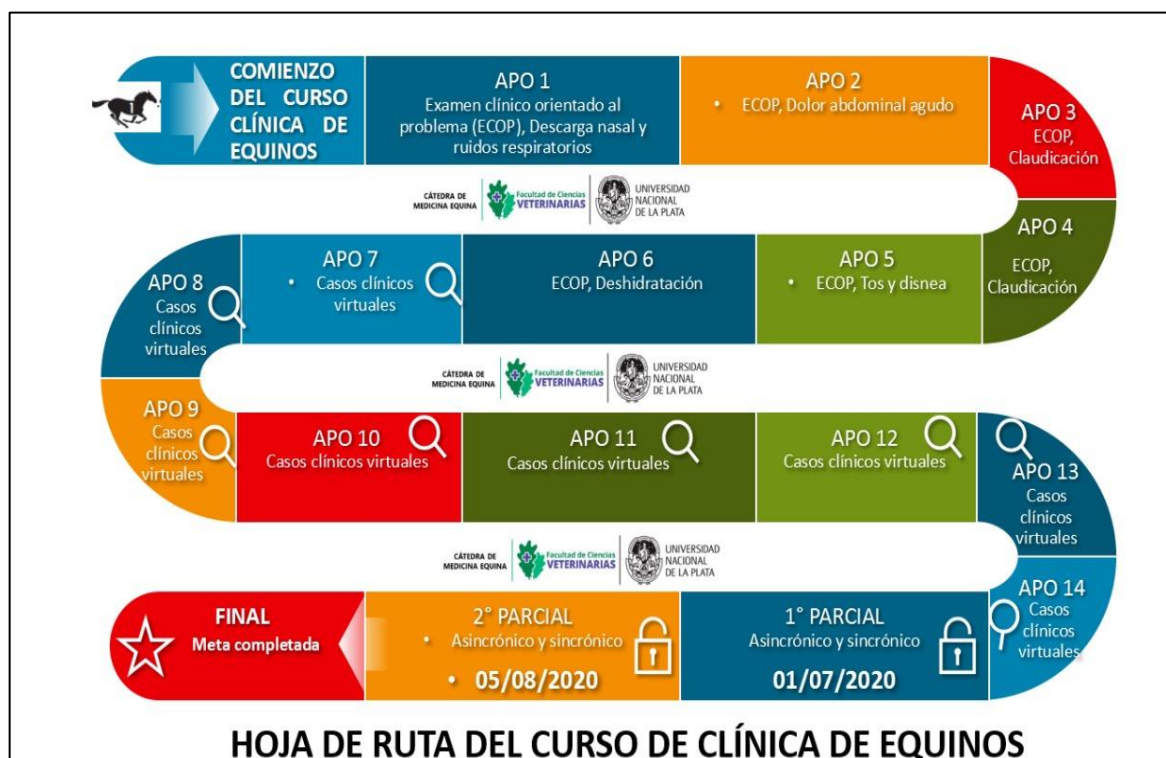 COMIENZO
DEL CURSO
CLÍNICA DE
EQUINOS
APO 1
Examen clínico orientado al
problema (ECOP), Descarga nasal y
ruidos respiratorios
APO 2
• ECOP, Dolor abdominal agudo
APO 3
ECOP,
Claudicación
CÁTEDRA DE
MEDICINA EQUINA
Facultad de Ciencias
VETERINARIAS
UNIVERSIDAD
NACIONAL
DE LA PLATA
APO 4
ECOP,
Claudicación
APO 5
• ECOP, Tos y disnea
APO 6
ECOP, Deshidratación
APO 7
• Casos clínicos
virtuales
APO 8
Casos
clínicos
virtuales
CÁTEDRA DE
MEDICINA EQUINA
Facultad de Ciencias
VETERINARIAS
UNIVERSIDAD
NACIONAL
DE LA PLATA
APO 9
Casos
clínicos
virtuales
APO 10
Casos clínicos virtuales
APO 11
Casos clínicos virtuales
APO 12
Casos clínicos virtuales
APO 13
Casos
clínicos
virtuales
CÁTEDRA DE
MEDICINA EQUINA
Facultad de Ciencias
VETERINARIAS
UNIVERSIDAD
NACIONAL
DE LA PLATA
APO 14
Casos
clínicos
virtuales
1° PARCIAL
Asincrónico y sincrónico
01/07/2020
2° PARCIAL
• Asincrónico y sincrónico
• 05/08/2020
FINAL
Meta completada
HOJA DE RUTA DEL CURSO DE CLÍNICA DE EQUINOS